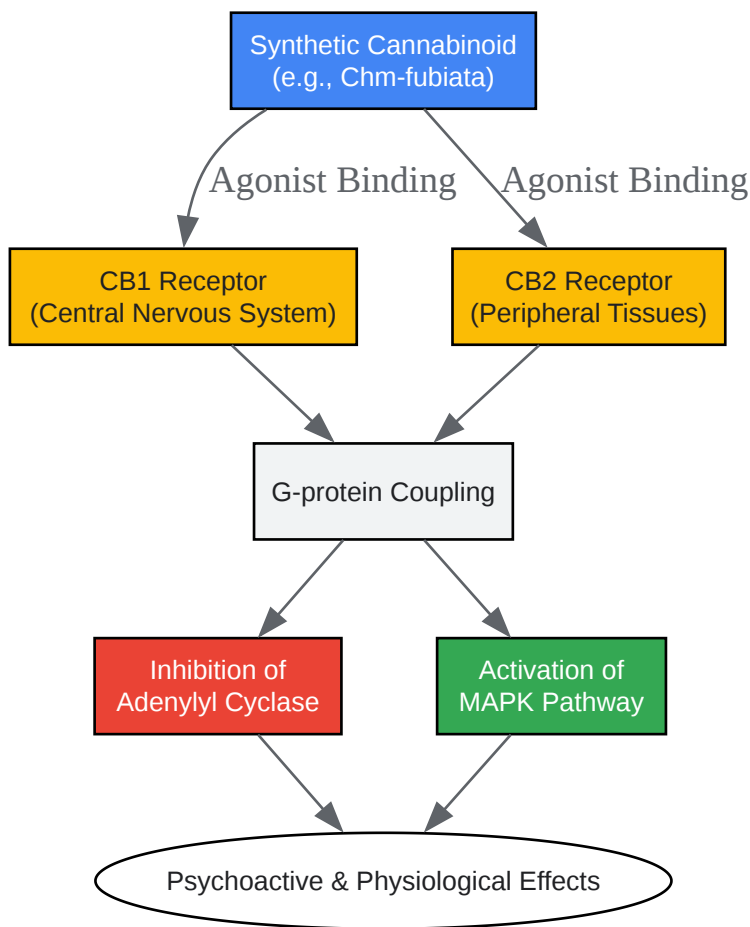 Synthetic Cannabinoid
(e.g., Chm-fubiata)
Agonist Binding
Agonist Binding
CB1 Receptor
(Central Nervous System)
CB2 Receptor
(Peripheral Tissues)
G-protein Coupling
Inhibition of
Adenylyl Cyclase
Activation of
MAPK Pathway
Psychoactive & Physiological Effects